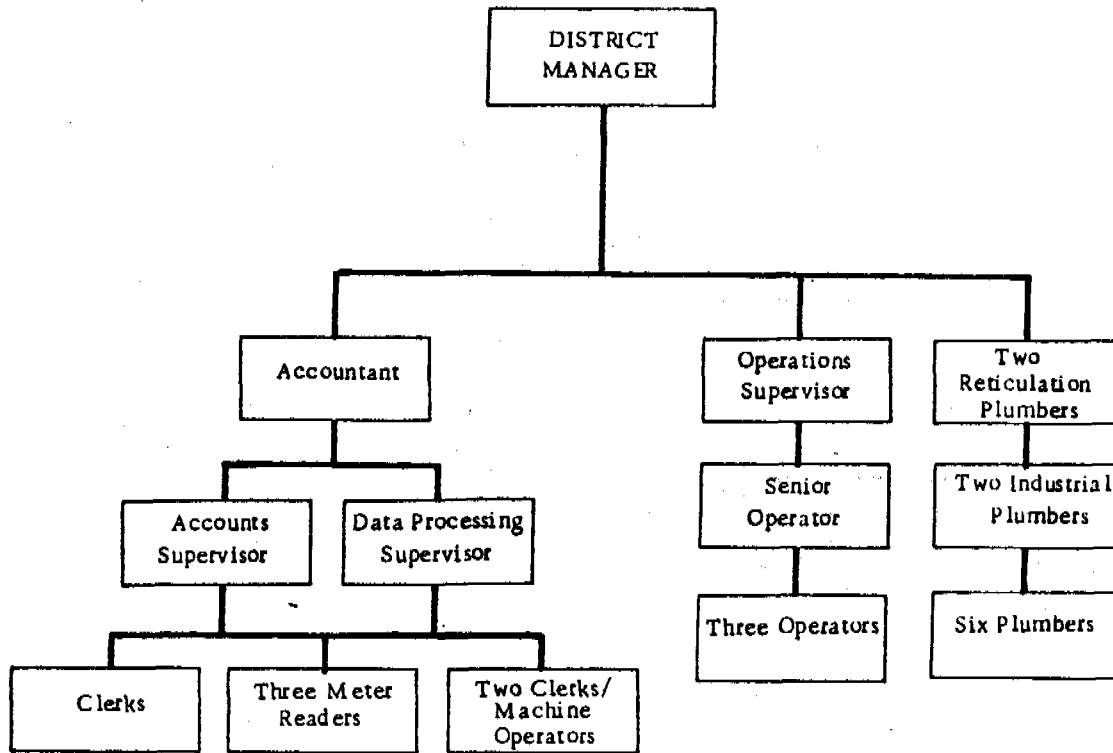 DISTRICT
MANAGER
Accountant
Operations
Supervisor
Two
Reticulation
Plumbers
Accounts
Supervisor
Data Processing
Supervisor
Senior
Operator
Two Industrial
Plumbers
Three Operators
Six Plumbers
Clerks
Three Meter
Readers
Two Clerks/
Machine
Operators